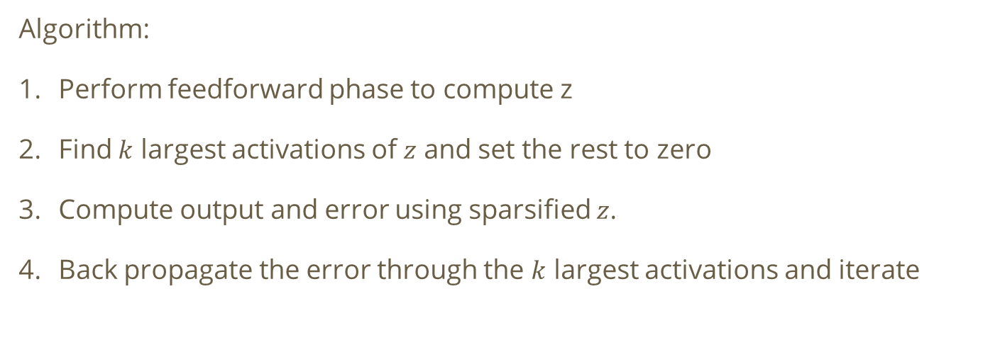 Algorithm:
1. Perform feedforward phase to compute z
2. Find k largest activations of z and set the rest to zero
3. Compute output and error using sparsified z.
4. Back propagate the error through the k largest activations and iterate